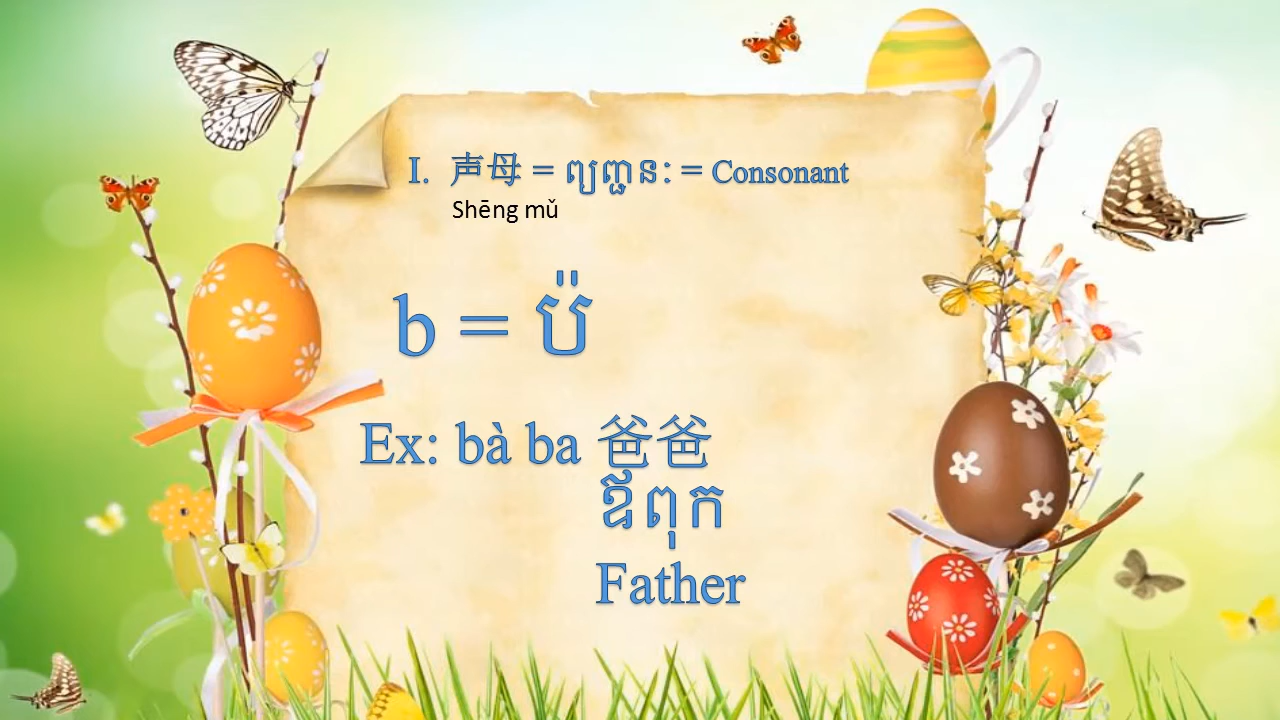 I. 声母 = ព្យញ្ជនៈ = Consonant
Shēng mǔ
b = ប៉
Ex: bà ba 爸爸
ឪពុក
Father